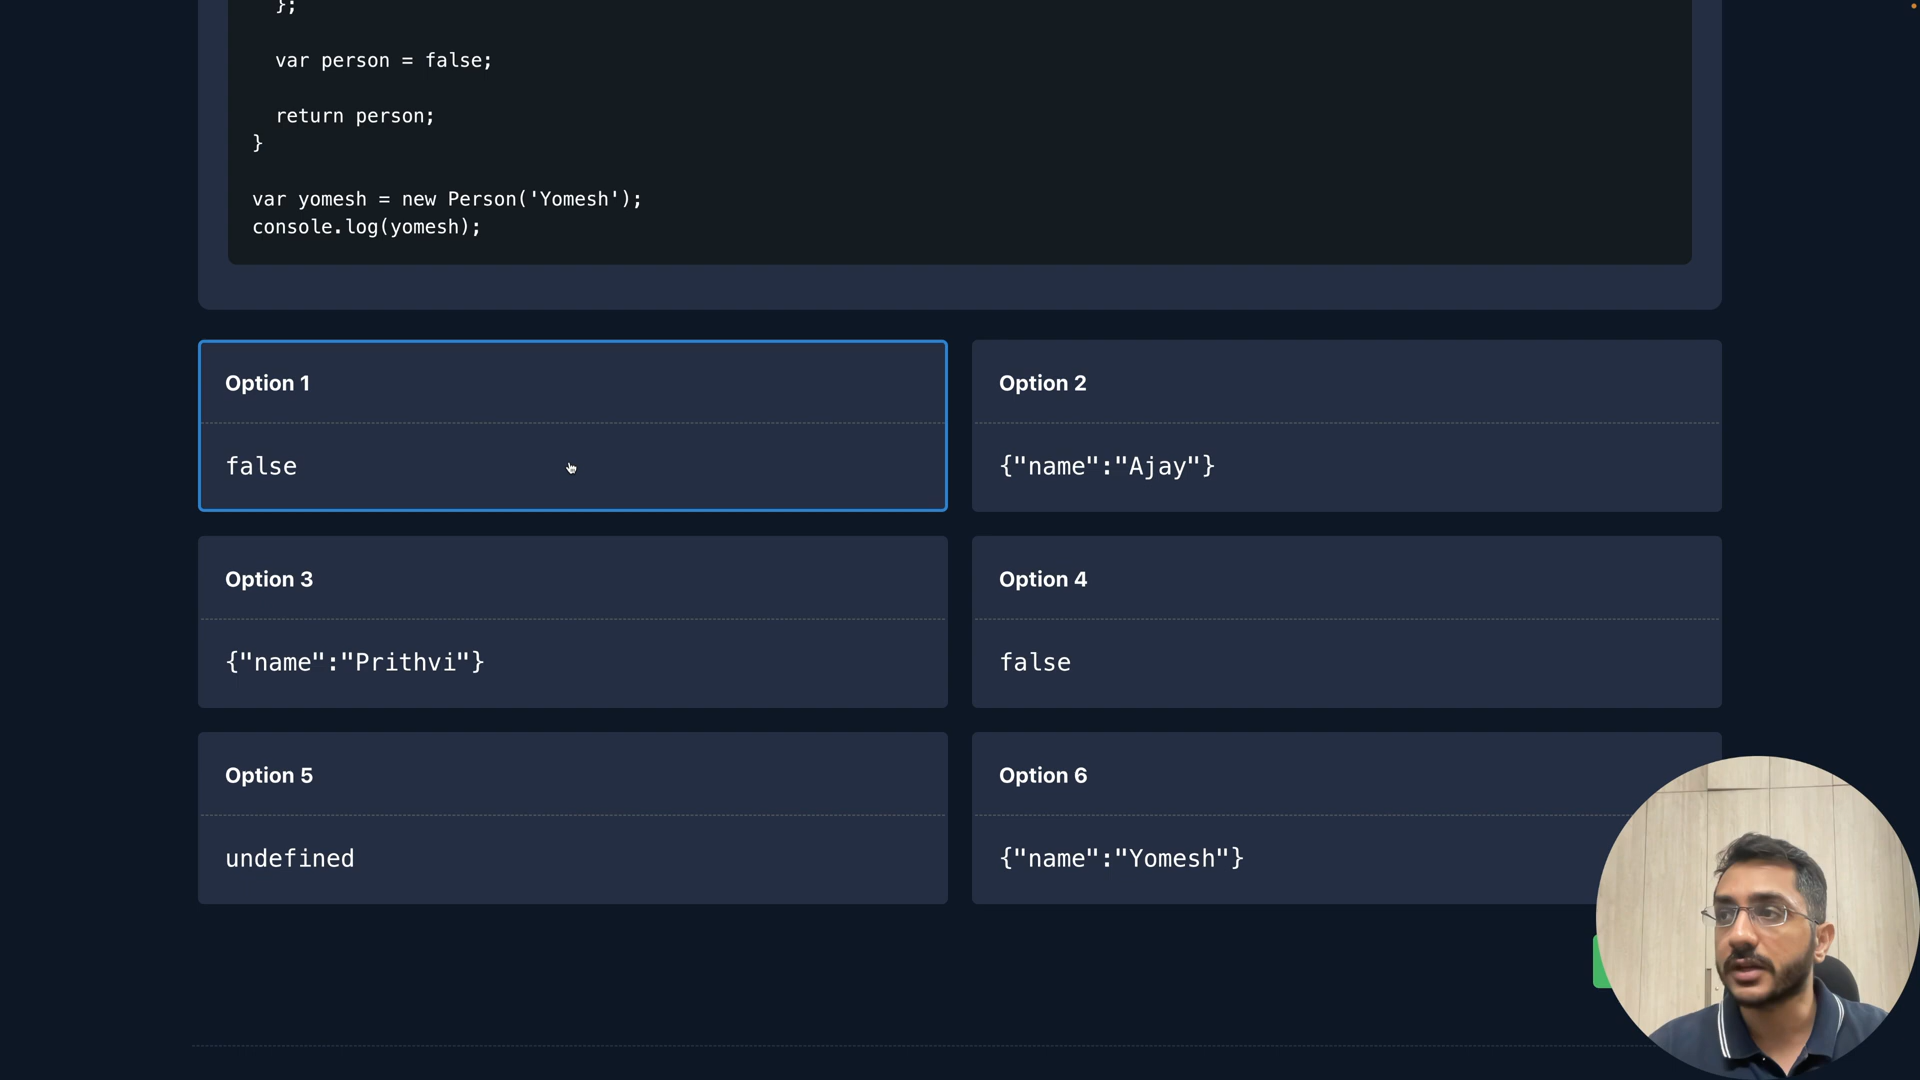 };
var person = false;
return person;
}
var yomesh = new Person('Yomesh');
console.log(yomesh);
Option 1
false
Option 2
{"name":"Ajay"}
Option 3
{"name":"Prithvi"}
Option 4
false
Option 5
undefined
Option 6
{"name":"Yomesh"}